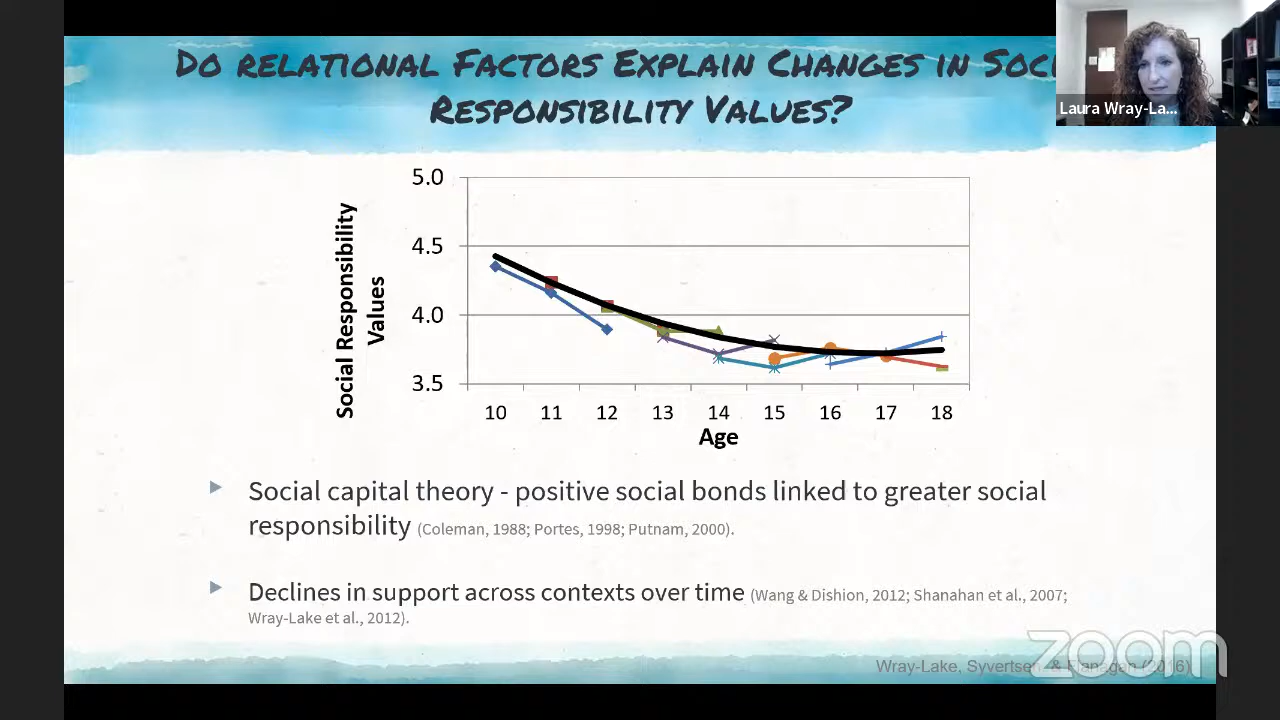 DO RELATIONAL FACTORS EXPLAIN CHANGES IN SOCI
RESPONSIBILITY VALUES?
Laura Wray-La...
Social Responsibility
Values
5.0
4.5
4.0
3.5
10 11 12 13 14 15 16 17 18
Age
Social capital theory - positive social bonds linked to greater social
responsibility (Coleman, 1988; Portes, 1998; Putnam, 2000).
Declines in support across contexts over time (Wang & Dishion, 2012; Shanahan et al., 2007;
Wray-Lake et al., 2012).
Wray-Lake, Syvertsen, & Flanagan (2016)
zoom